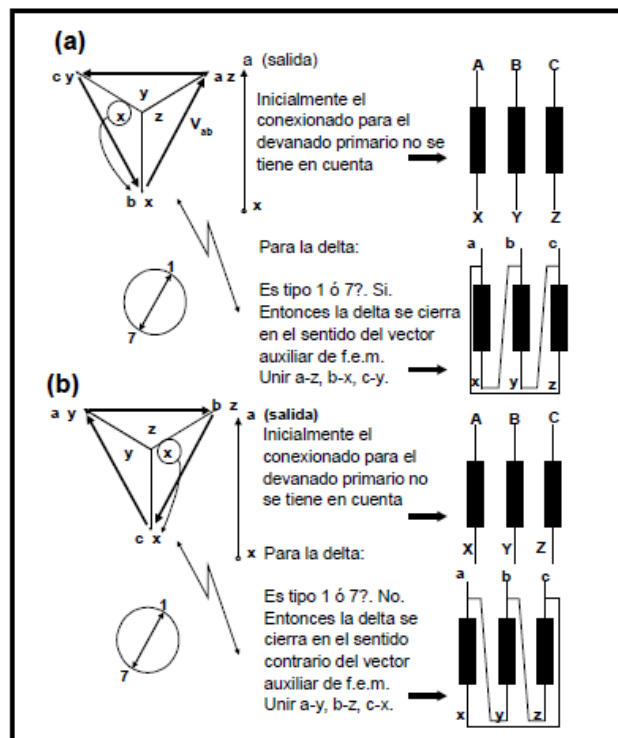 (a)
c y
a z
a (salida)
y
x
z
V_ab
b x
x
Inicialmente el
conexionado para el
devanado primario no se
tiene en cuenta
A B C
X Y Z
Para la delta:
1
7
Es tipo 1 ó 7?. Si.
Entonces la delta se cierra
en el sentido del vector
auxiliar de f.e.m.
Unir a-z, b-x, c-y.
a b c
x y z
(b)
a y
b z
a (salida)
z
y
x
c x
x
Inicialmente el
conexionado para el
devanado primario no
se tiene en cuenta
A B C
X Y Z
Para la delta:
1
7
Es tipo 1 ó 7?. No.
Entonces la delta se
cierra en el sentido
contrario del vector
auxiliar de f.e.m.
Unir a-y, b-z, c-x.
a b c
x y z